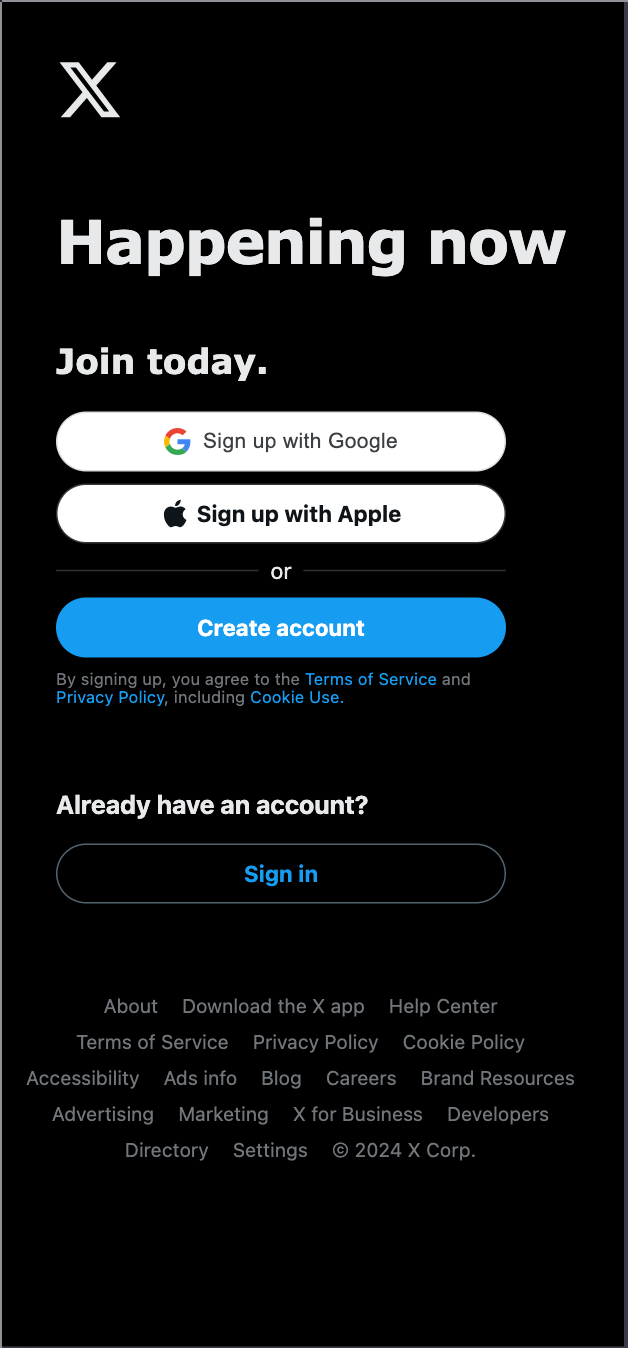 X
Happening now
Join today.
Sign up with Google
Sign up with Apple
or
Create account
By signing up, you agree to the Terms of Service and
Privacy Policy, including Cookie Use.
Already have an account?
Sign in
About Download the X app Help Center
Terms of Service Privacy Policy Cookie Policy
Accessibility Ads info Blog Careers Brand Resources
Advertising Marketing X for Business Developers
Directory Settings © 2024 X Corp.